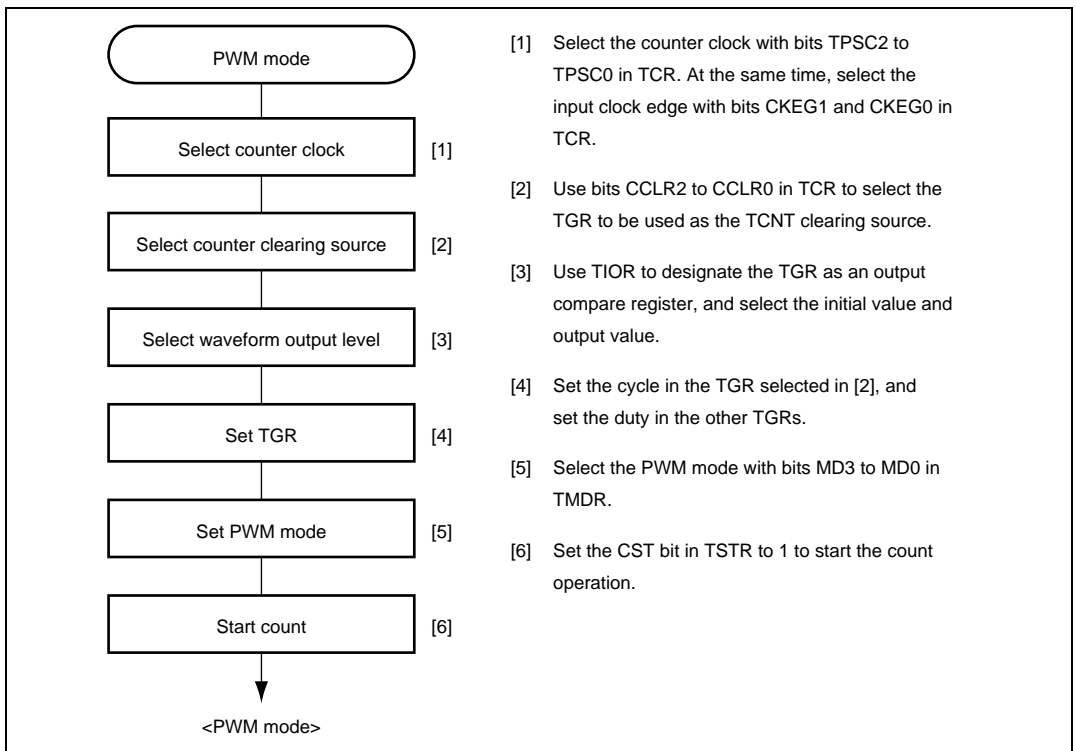 PWM mode
Select counter clock [1]
Select counter clearing source [2]
Select waveform output level [3]
Set TGR [4]
Set PWM mode [5]
Start count [6]
<PWM mode>
[1] Select the counter clock with bits TPSC2 to
TPSC0 in TCR. At the same time, select the
input clock edge with bits CKEG1 and CKEG0 in
TCR.
[2] Use bits CCLR2 to CCLR0 in TCR to select the
TGR to be used as the TCNT clearing source.
[3] Use TIOR to designate the TGR as an output
compare register, and select the initial value and
output value.
[4] Set the cycle in the TGR selected in [2], and
set the duty in the other TGRs.
[5] Select the PWM mode with bits MD3 to MD0 in
TMDR.
[6] Set the CST bit in TSTR to 1 to start the count
operation.